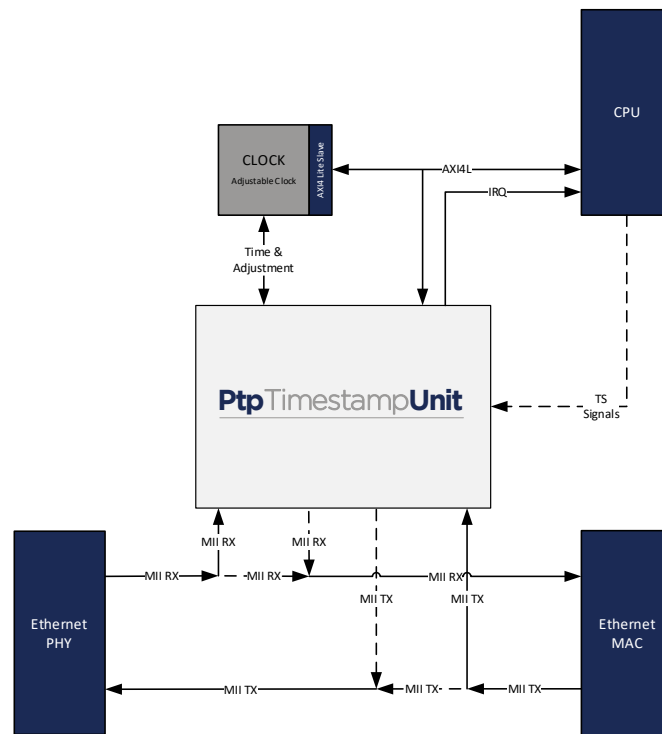 CPU
CLOCK
Adjustable Clock
AXI4 Lite Slave
AXI4L
IRQ
Time &
Adjustment
PtpTimestampUnit
TS
Signals
MII RX
MII RX
MII RX
MII RX
MII RX
Ethernet
PHY
MII TX
MII TX
Ethernet
MAC
MII TX
MII TX
MII TX